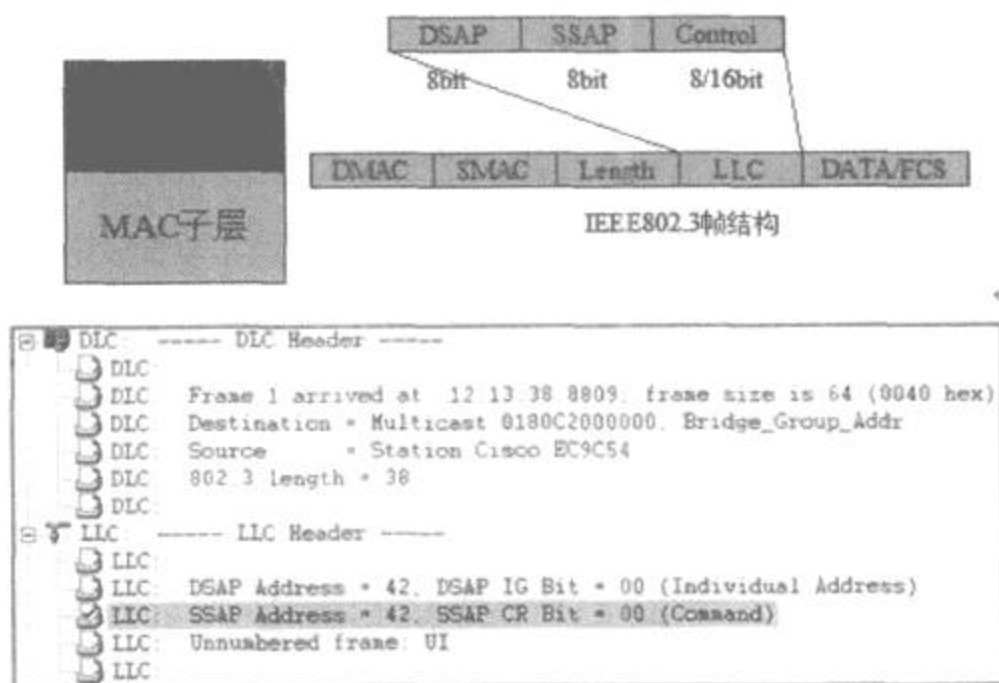 DSAP SSAP Control
8bit 8bit 8/16bit
DMAC SMAC Length LLC DATA/FCS
MAC子层
IEEE802.3帧结构
DLC: ----- DLC Header -----
DLC:
DLC: Frame 1 arrived at 12:13:38.8809; frame size is 64 (0040 hex)
DLC: Destination = Multicast 0180C2000000, Bridge_Group_Addr
DLC: Source = Station Cisco EC9C54
DLC: 802.3 length = 38
DLC:
LLC: ----- LLC Header -----
LLC:
LLC: DSAP Address = 42, DSAP IG Bit = 00 (Individual Address)
LLC: SSAP Address = 42, SSAP CR Bit = 00 (Command)
LLC: Unnumbered frame: UI
LLC: